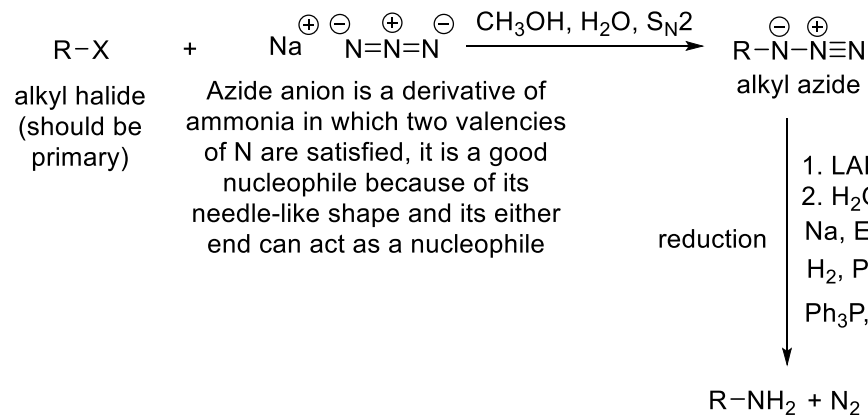 R–X + Na⊕ ⊖N=N⊕=N⊖ CH₃OH, H₂O, Sₙ2 R–N⊖–N⊕≡N
alkyl halide
(should be
primary)
Azide anion is a derivative of
ammonia in which two valencies
of N are satisfied, it is a good
nucleophile because of its
needle-like shape and its either
end can act as a nucleophile
alkyl azide
reduction
1.
2.
Na,
H₂,
Ph₃P,
R–NH₂ + N₂